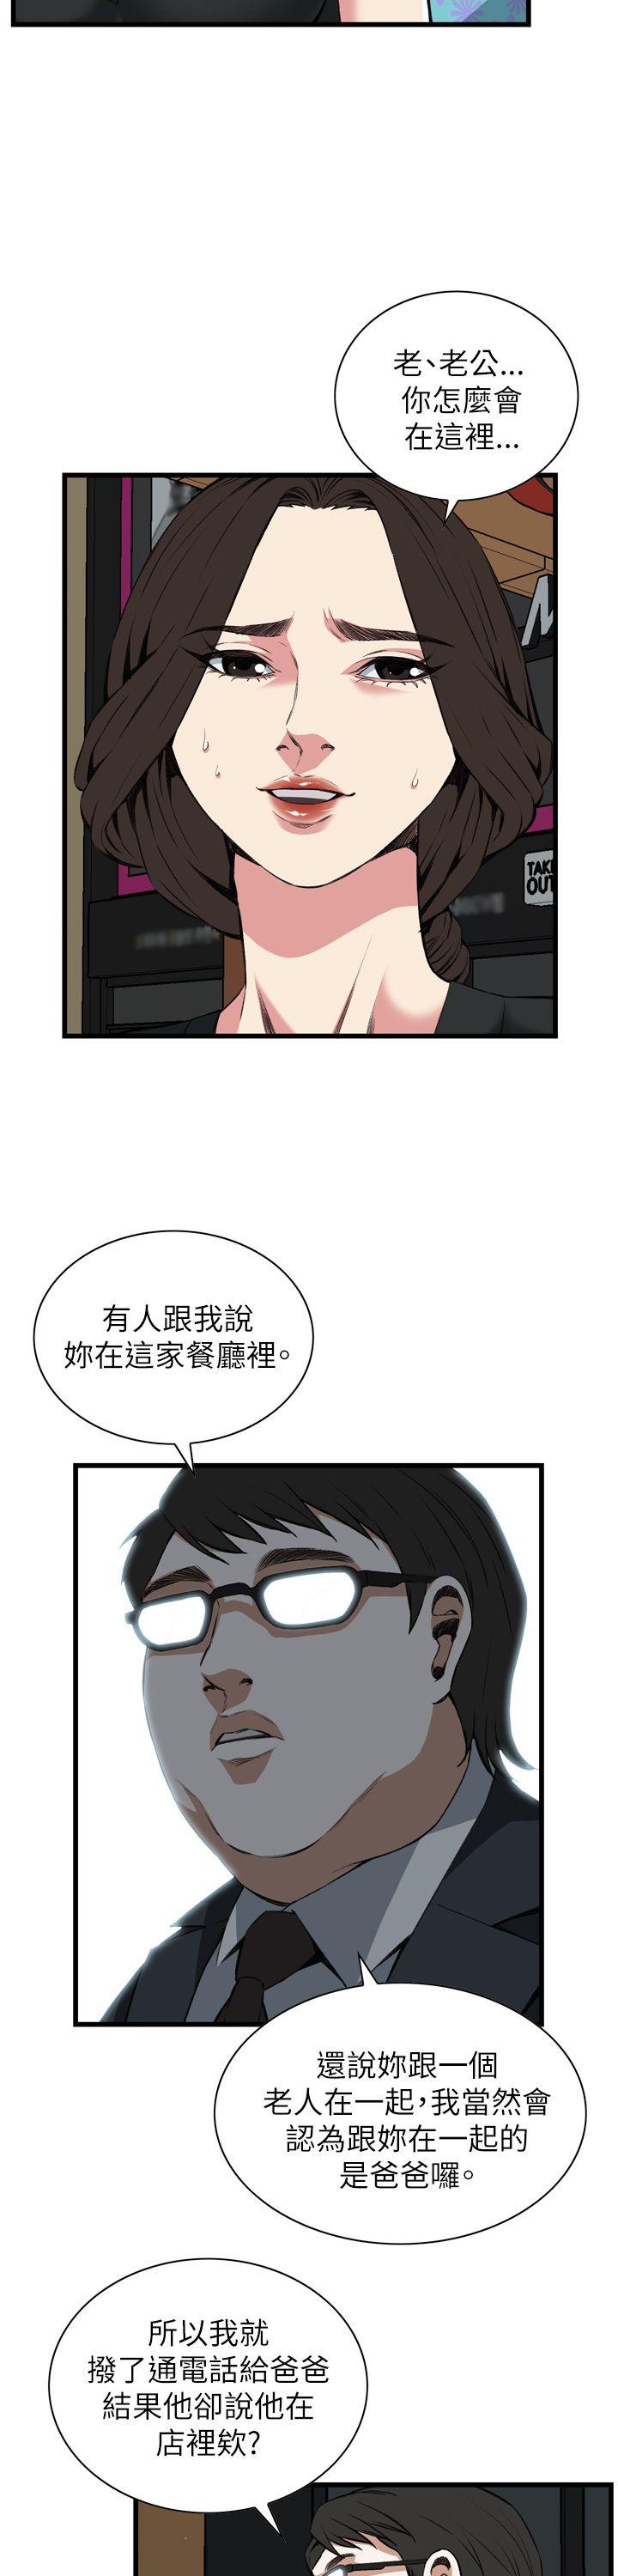 老、老公...
你怎麼會
在這裡...
M
TAKE
OUT
有人跟我說
妳在這家餐廳裡。
還說妳跟一個
老人在一起,我當然會
認為跟妳在一起的
是爸爸囉。
所以我就
撥了通電話給爸爸
結果他卻說他在
店裡欸?